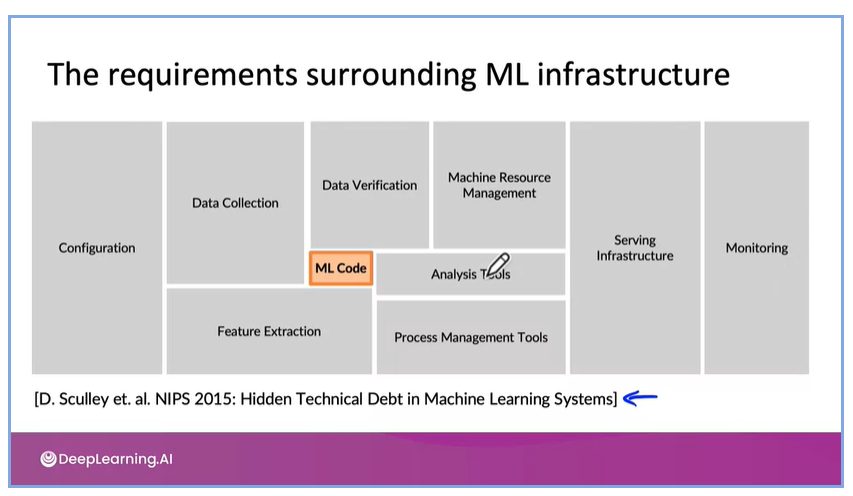 The requirements surrounding ML infrastructure
Configuration
Data Collection
Data Verification
Machine Resource
Management
ML Code
Analysis Tools
Feature Extraction
Process Management Tools
Serving
Infrastructure
Monitoring
[D. Sculley et. al. NIPS 2015: Hidden Technical Debt in Machine Learning Systems]
DeepLearning.AI